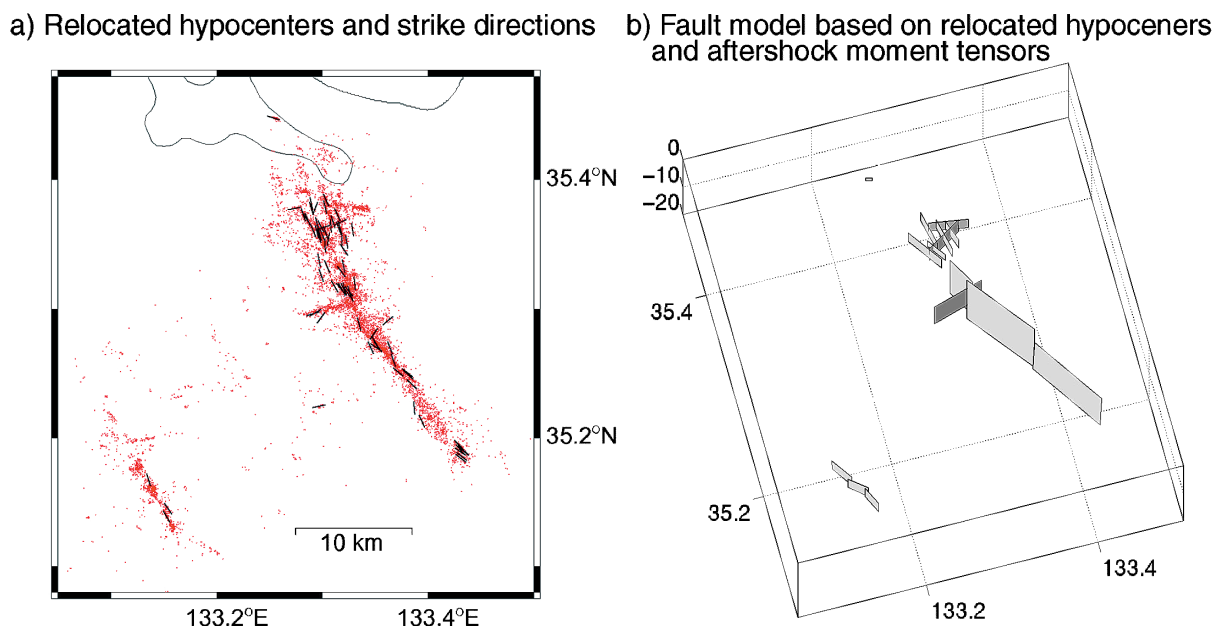 a) Relocated hypocenters and strike directions
35.4°N
35.2°N
10 km
133.2°E
133.4°E
b) Fault model based on relocated hypoceners
and aftershock moment tensors
0
−10
−20
35.4
35.2
133.4
133.2